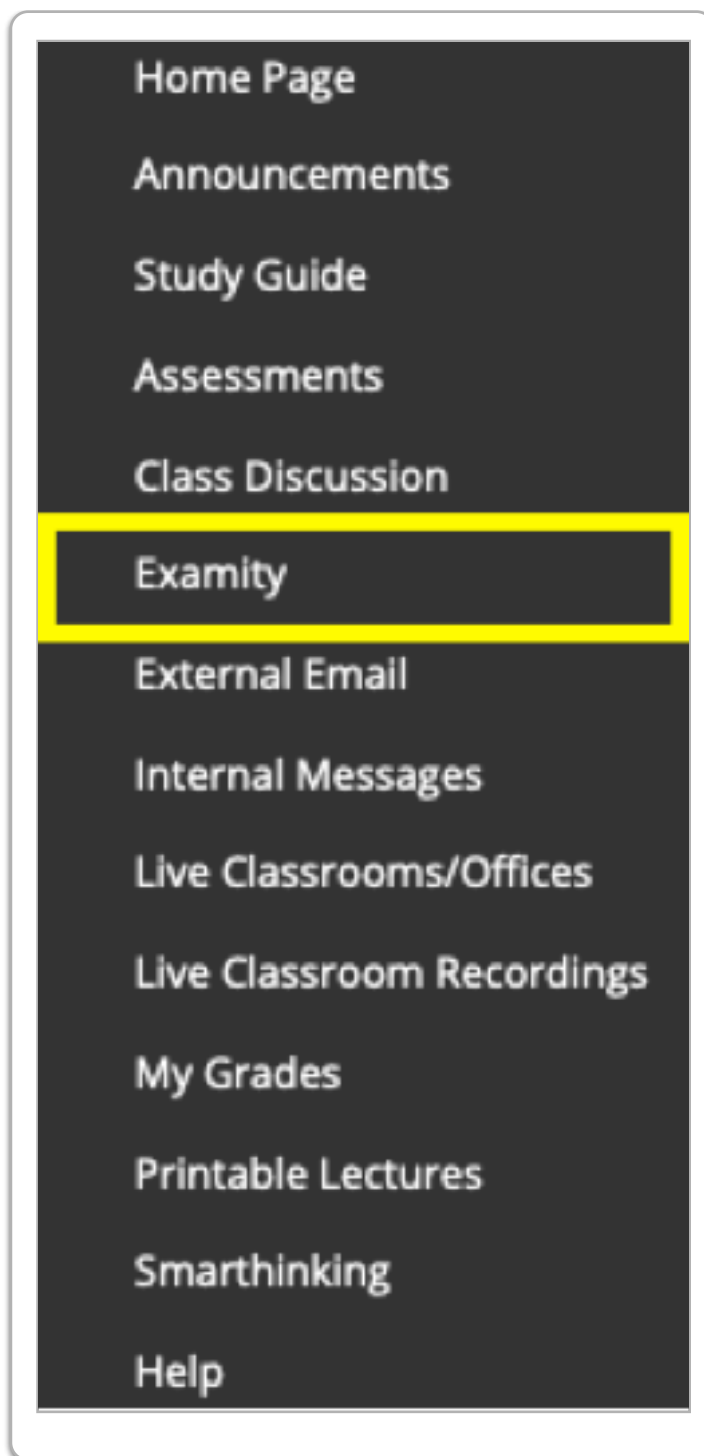 Home Page
Announcements
Study Guide
Assessments
Class Discussion
Examity
External Email
Internal Messages
Live Classrooms/Offices
Live Classroom Recordings
My Grades
Printable Lectures
Smarthinking
Help